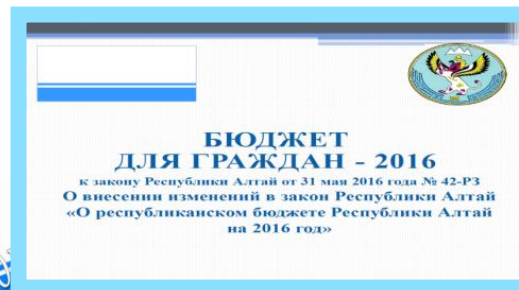 БЮДЖЕТ
ДЛЯ ГРАЖДАН - 2016
к закону Республики Алтай от 31 мая 2016 года № 42-РЗ
О внесении изменений в закон Республики Алтай
«О республиканском бюджете Республики Алтай
на 2016 год»